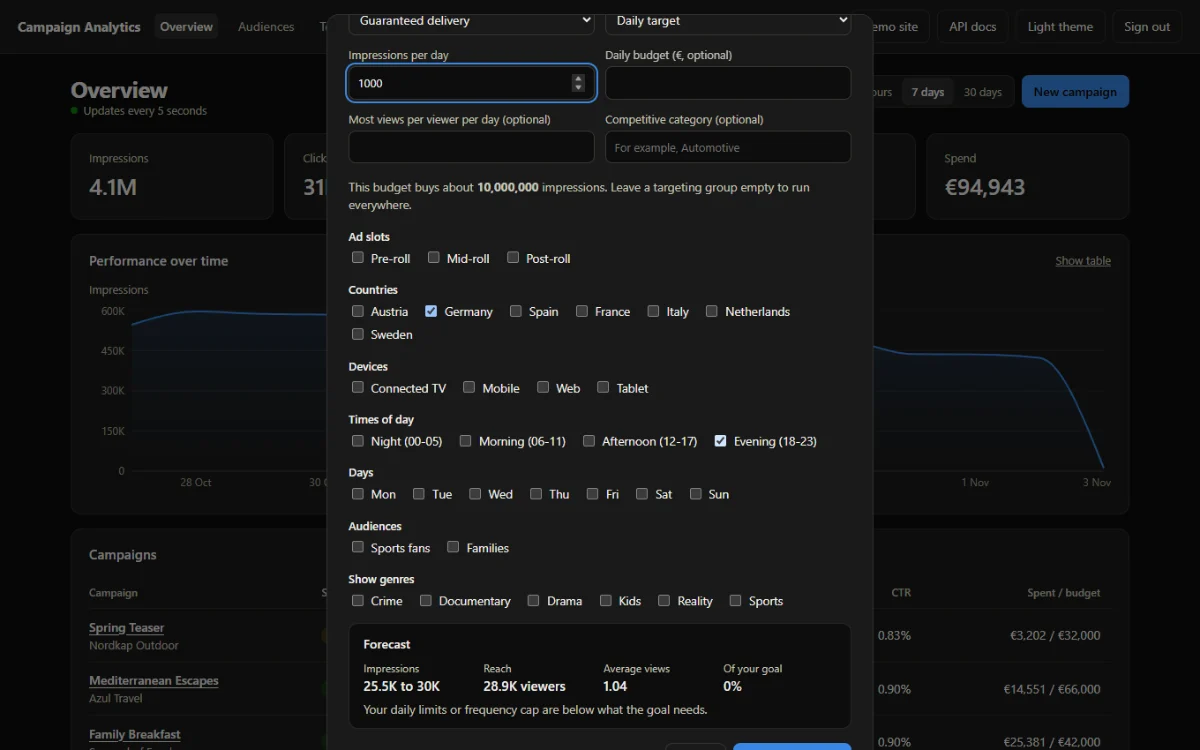 Campaign Analytics
Overview
Audiences
emo site
API docs
Light theme
Sign out
Overview
Updates every 5 seconds
7 days
30 days
New campaign
Impressions
4.1M
Spend
€94,943
Performance over time
Show table
Impressions
600K
450K
300K
150K
0
28 Oct
1 Nov
3 Nov
Campaigns
Campaign
CTR
Spent / budget
Spring Teaser
Nordkap Outdoor
0.83%
€3,202 / €32,000
Mediterranean Escapes
Azul Travel
0.90%
€14,551 / €66,000
Family Breakfast
0.90%
€25,381 / €42,000
Guaranteed delivery
Daily target
Impressions per day
Daily budget (€, optional)
1000
Most views per viewer per day (optional)
Competitive category (optional)
For example, Automotive
This budget buys about 10,000,000 impressions. Leave a targeting group empty to run
everywhere.
Ad slots
Pre-roll Mid-roll Post-roll
Countries
Austria Germany Spain France Italy Netherlands
Sweden
Devices
Connected TV Mobile Web Tablet
Times of day
Night (00-05) Morning (06-11) Afternoon (12-17) Evening (18-23)
Days
Mon Tue Wed Thu Fri Sat Sun
Audiences
Sports fans Families
Show genres
Crime Documentary Drama Kids Reality Sports
Forecast
Impressions Reach Average views Of your goal
25.5K to 30K 28.9K viewers 1.04 0%
Your daily limits or frequency cap are below what the goal needs.